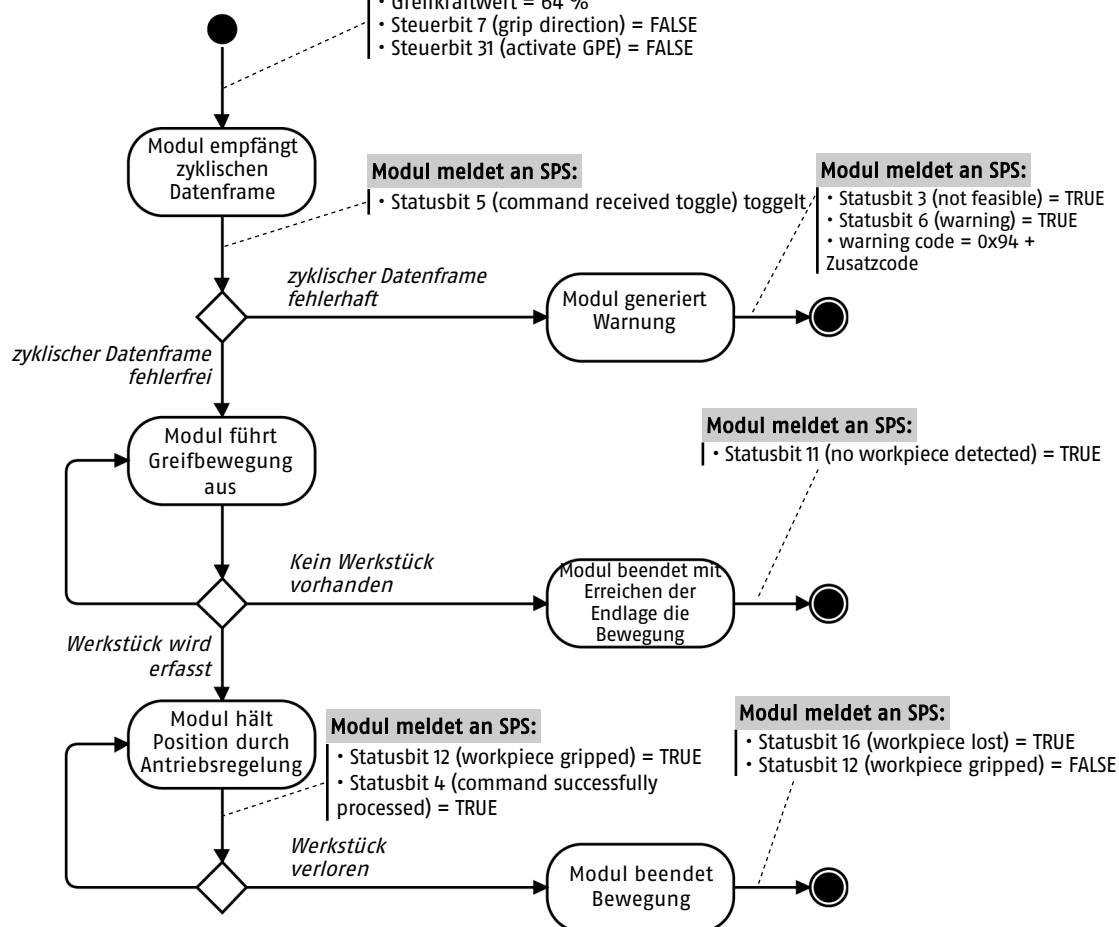 • Greifkraftwert = 64 %
• Steuerbit 7 (grip direction) = FALSE
• Steuerbit 31 (activate GPE) = FALSE
Modul empfängt
zyklischen
Datenframe
Modul meldet an SPS:
• Statusbit 5 (command received toggle) toggelt
Modul meldet an SPS:
• Statusbit 3 (not feasible) = TRUE
• Statusbit 6 (warning) = TRUE
• warning code = 0x94 +
Zusatzcode
zyklischer Datenframe
fehlerhaft
Modul generiert
Warnung
zyklischer Datenframe
fehlerfrei
Modul führt
Greifbewegung
aus
Modul meldet an SPS:
• Statusbit 11 (no workpiece detected) = TRUE
Kein Werkstück
vorhanden
Modul beendet mit
Erreichen der
Endlage die
Bewegung
Werkstück wird
erfasst
Modul hält
Position durch
Antriebsregelung
Modul meldet an SPS:
• Statusbit 12 (workpiece gripped) = TRUE
• Statusbit 4 (command successfully
processed) = TRUE
Modul meldet an SPS:
• Statusbit 16 (workpiece lost) = TRUE
• Statusbit 12 (workpiece gripped) = FALSE
Werkstück
verloren
Modul beendet
Bewegung